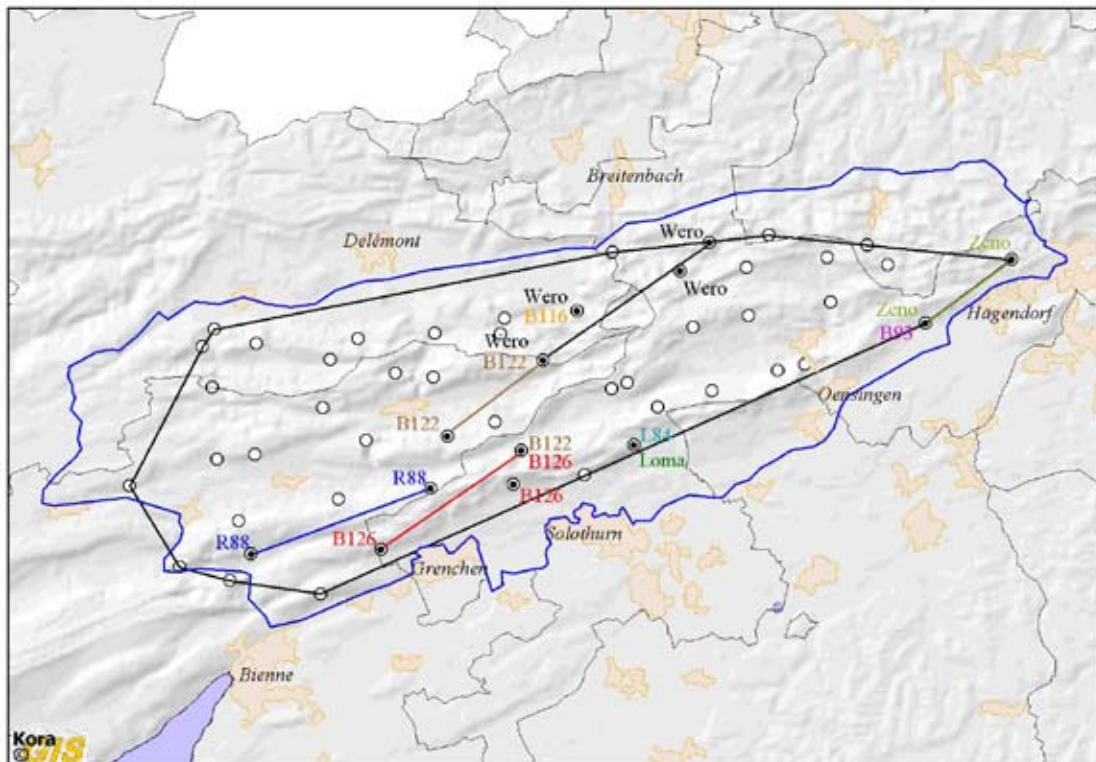 Breitenbach
Delémont
Wero
Zeno
Wero
Wero
B116
Zeno
B93
Hägendorf
Wero
B122
Oensingen
B122
B122
B126
L84
Loma
R88
B126
R88
B126
Solothurn
Grenchen
Bienne
Kora
© GIS